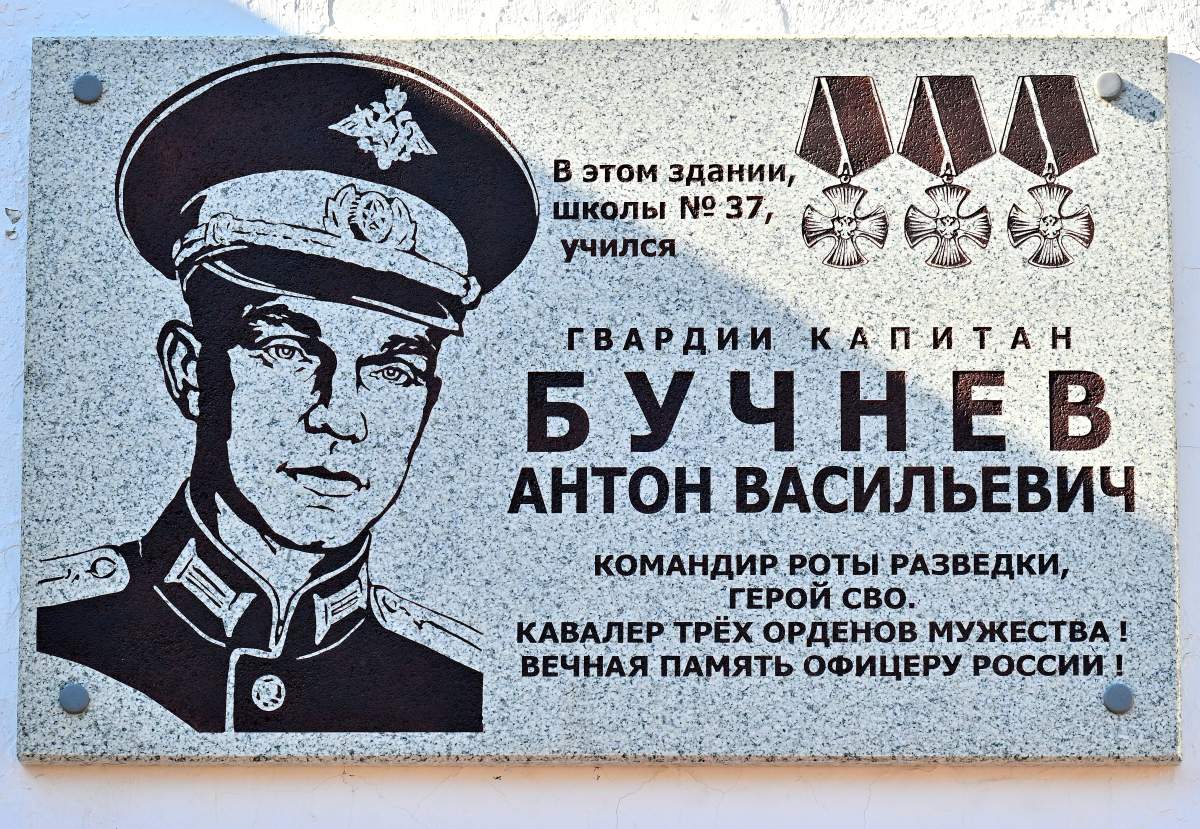 В этом здании,
школы № 37,
учился
ГВАРДИИ КАПИТАН
БУЧНЕВ
АНТОН ВАСИЛЬЕВИЧ
КОМАНДИР РОТЫ РАЗВЕДКИ,
ГЕРОЙ СВО.
КАВАЛЕР ТРЁХ ОРДЕНОВ МУЖЕСТВА !
ВЕЧНАЯ ПАМЯТЬ ОФИЦЕРУ РОССИИ !